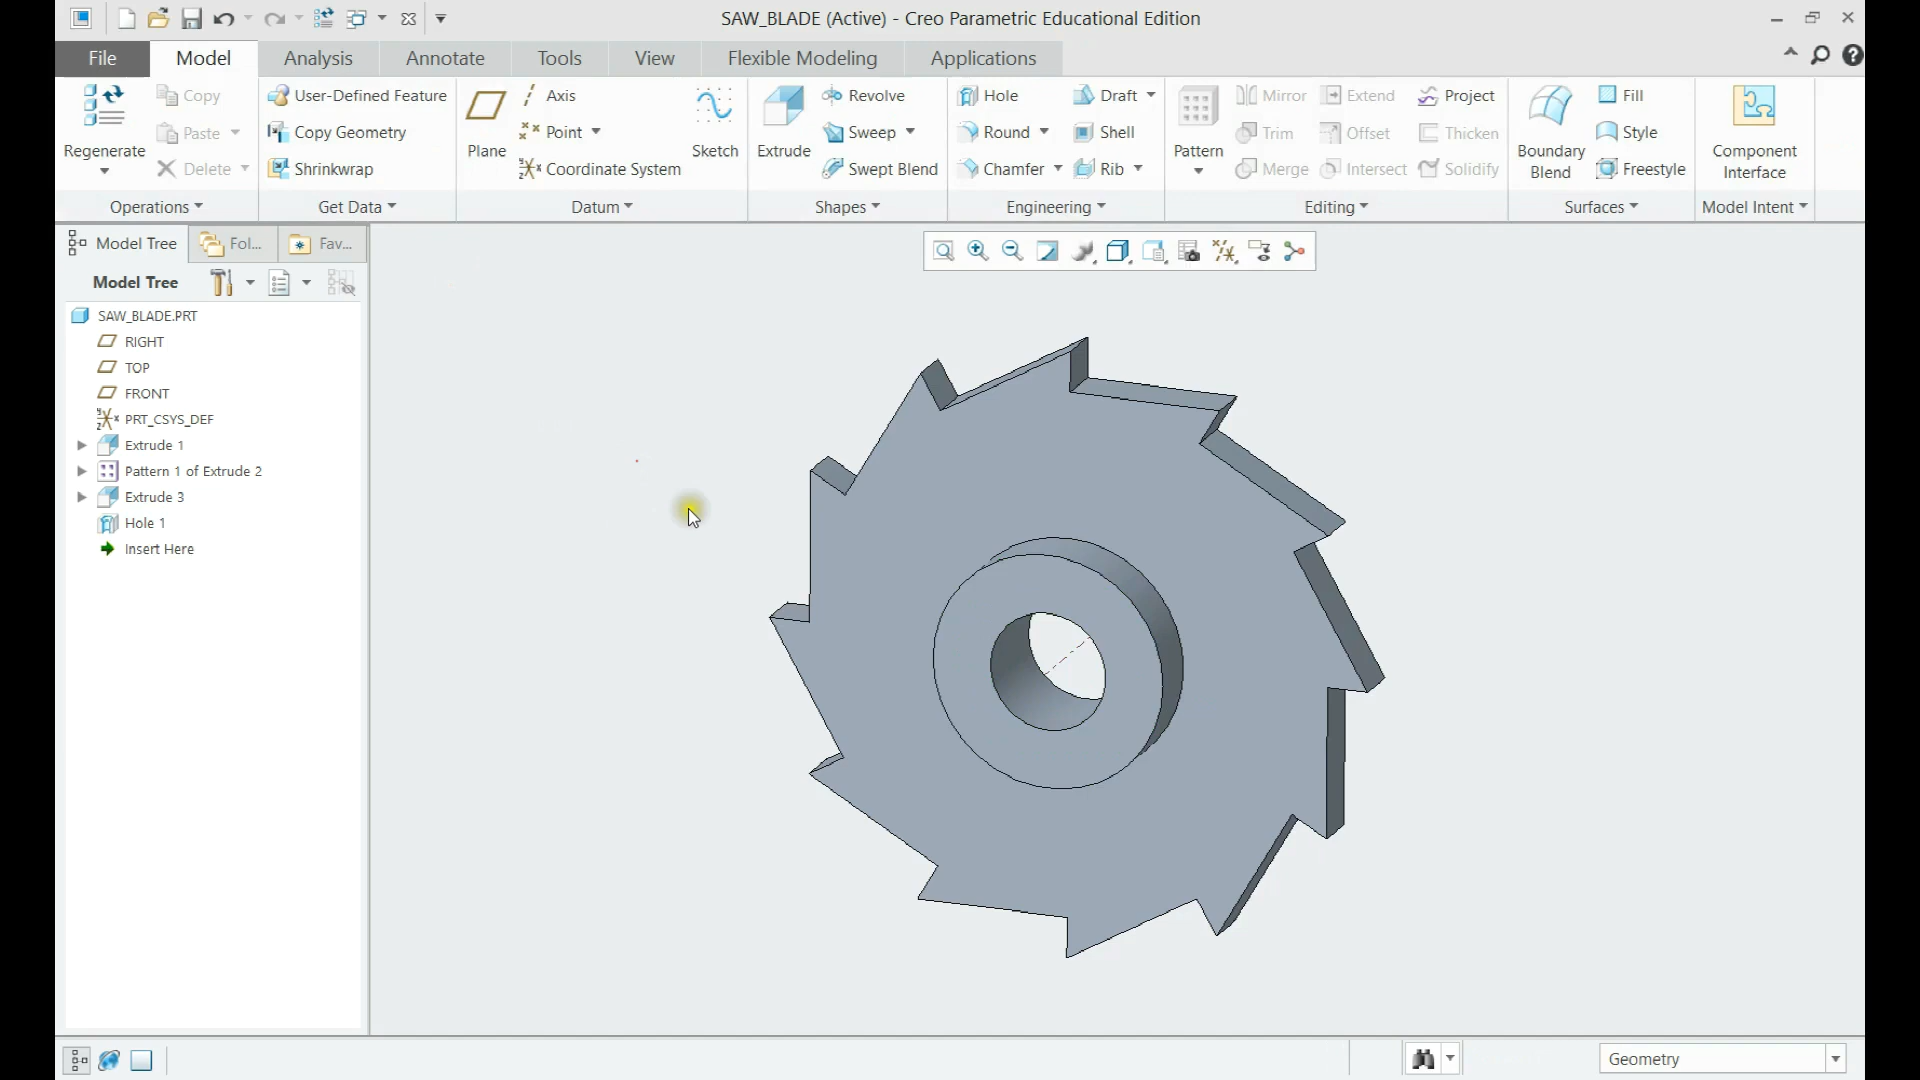 SAW_BLADE (Active) - Creo Parametric Educational Edition
File Model Analysis Annotate Tools View Flexible Modeling Applications
Regenerate
Copy
Paste
Delete
Operations
User-Defined Feature
Copy Geometry
Shrinkwrap
Get Data
Plane
Axis
Point
Coordinate System
Sketch
Datum
Extrude
Revolve
Sweep
Swept Blend
Shapes
Hole
Round
Chamfer
Draft
Shell
Rib
Engineering
Pattern
Mirror
Trim
Merge
Extend
Offset
Intersect
Project
Thicken
Solidify
Editing
Boundary
Blend
Fill
Style
Freestyle
Surfaces
Component
Interface
Model Intent
Model Tree Fol... Fav...
Model Tree
SAW_BLADE.PRT
RIGHT
TOP
FRONT
PRT_CSYS_DEF
Extrude 1
Pattern 1 of Extrude 2
Extrude 3
Hole 1
Insert Here
Geometry